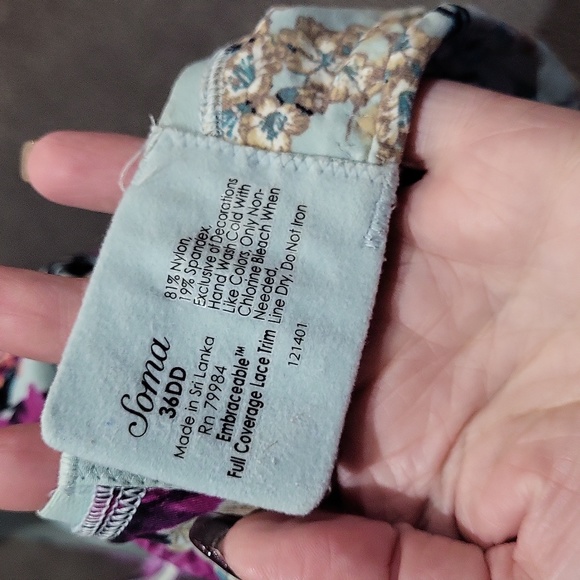 Soma
36DD
Made in Sri Lanka
Rn 79984
Embraceable™
Full Coverage Lace Trim
81% Nylon,
19% Spandex,
Exclusive of Decorations
Hand Wash Cold With
Like Colors, Only Non-
Chlorine Bleach When
Needed,
Line Dry, Do Not Iron
121401